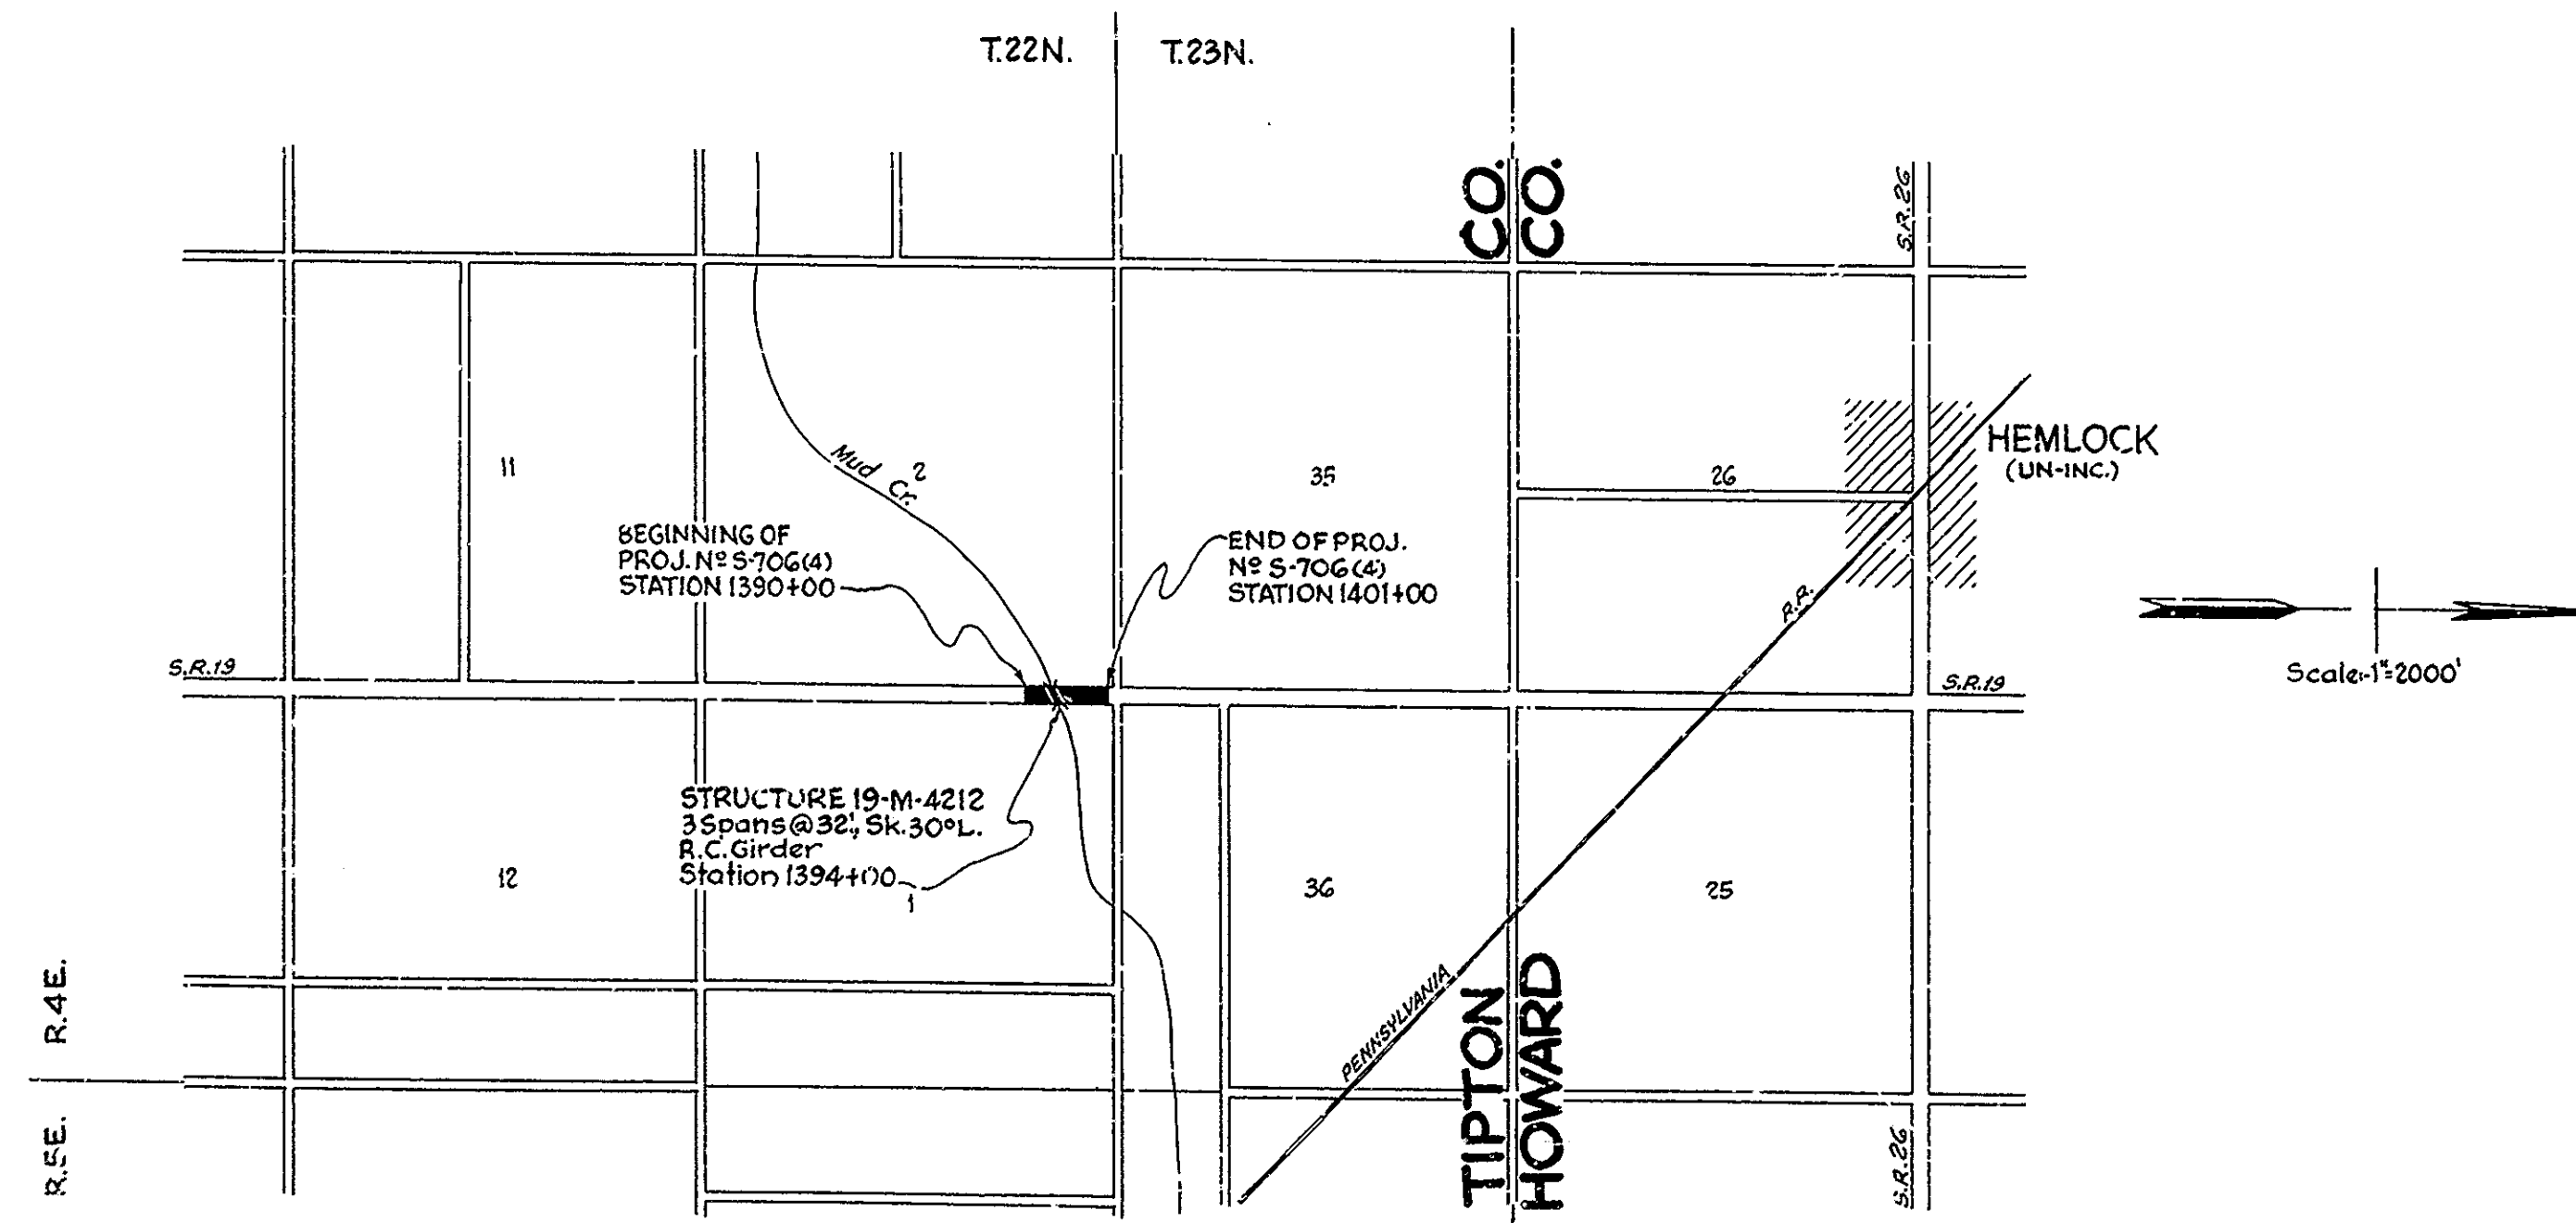 T.22N.
T.23N.
CO.
CO.
S.R.26
11
Mud Cr.
2
35
26
HEMLOCK
(UN-INC.)
BEGINNING OF
PROJ. Nº S-706(4)
STATION 1390+00
END OF PROJ.
Nº S-706(4)
STATION 1401+00
R.R.
S.R.19
S.R.19
Scale:-1"=2000'
STRUCTURE 19-M-4212
3 Spans @ 32', Sk. 30° L.
R.C. Girder
Station 1394+00
1
12
36
25
R.4E.
PENNSYLVANIA
TIPTON
HOWARD
R.5E.
S.R.26